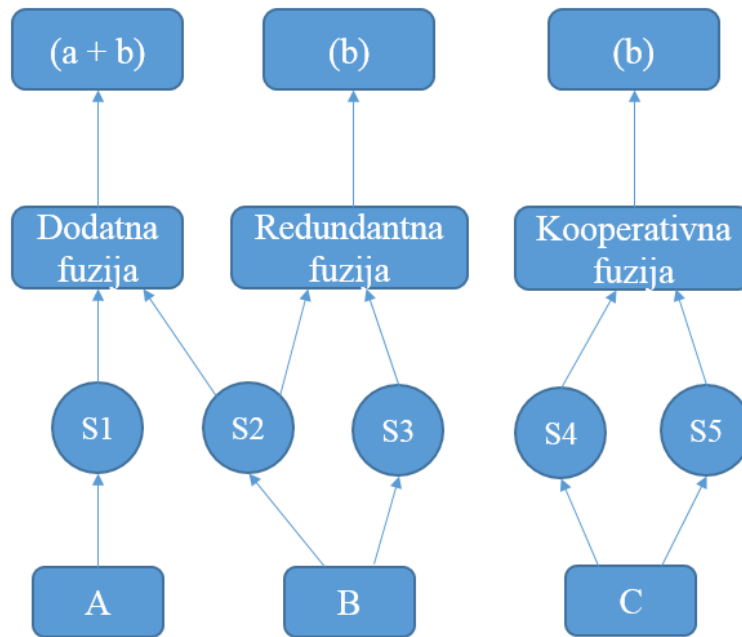 (a + b)
(b)
(b)
Dodatna
fuzija
Redundantna
fuzija
Kooperativna
fuzija
S1
S2
S3
S4
S5
A
B
C